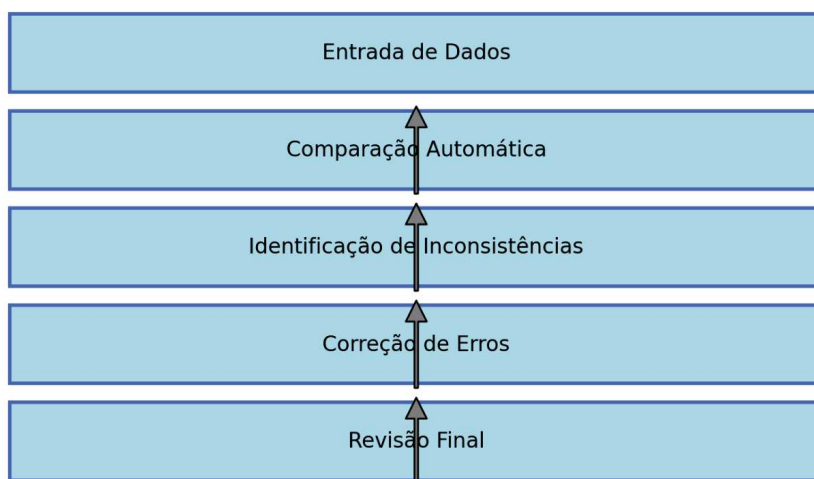 Entrada de Dados
Comparação Automática
Identificação de Inconsistências
Correção de Erros
Revisão Final